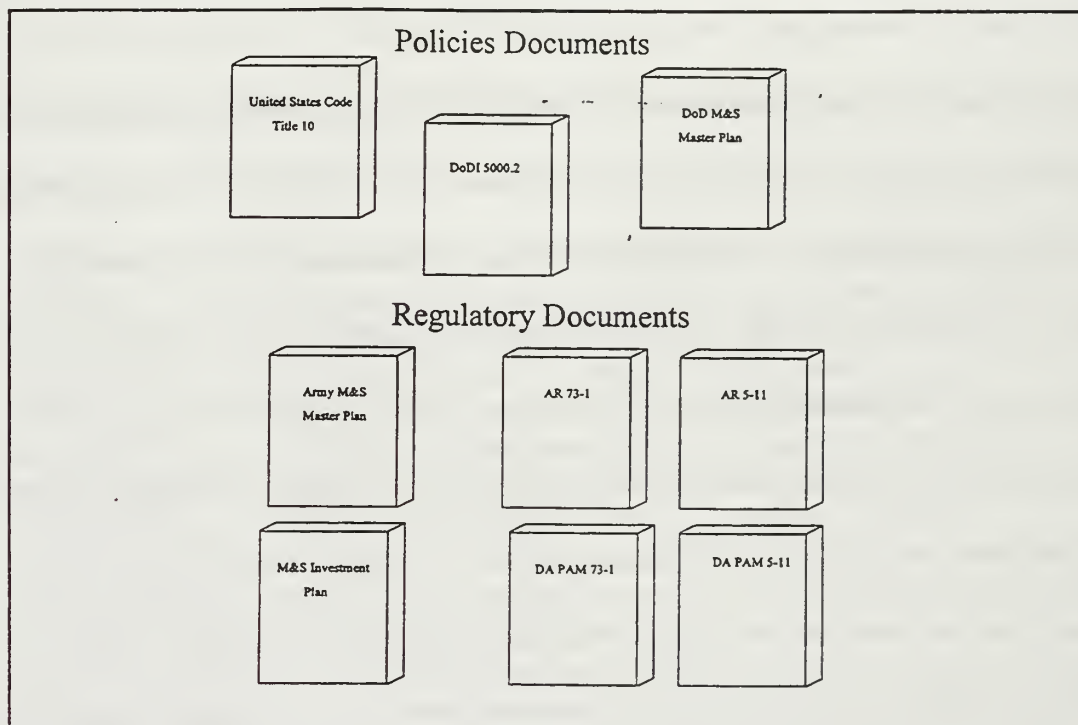 Policies Documents
United States Code
Title 10
DoDI 5000.2
DoD M&S
Master Plan
Regulatory Documents
Army M&S
Master Plan
AR 73-1
AR 5-11
M&S Investment
Plan
DA PAM 73-1
DA PAM 5-11